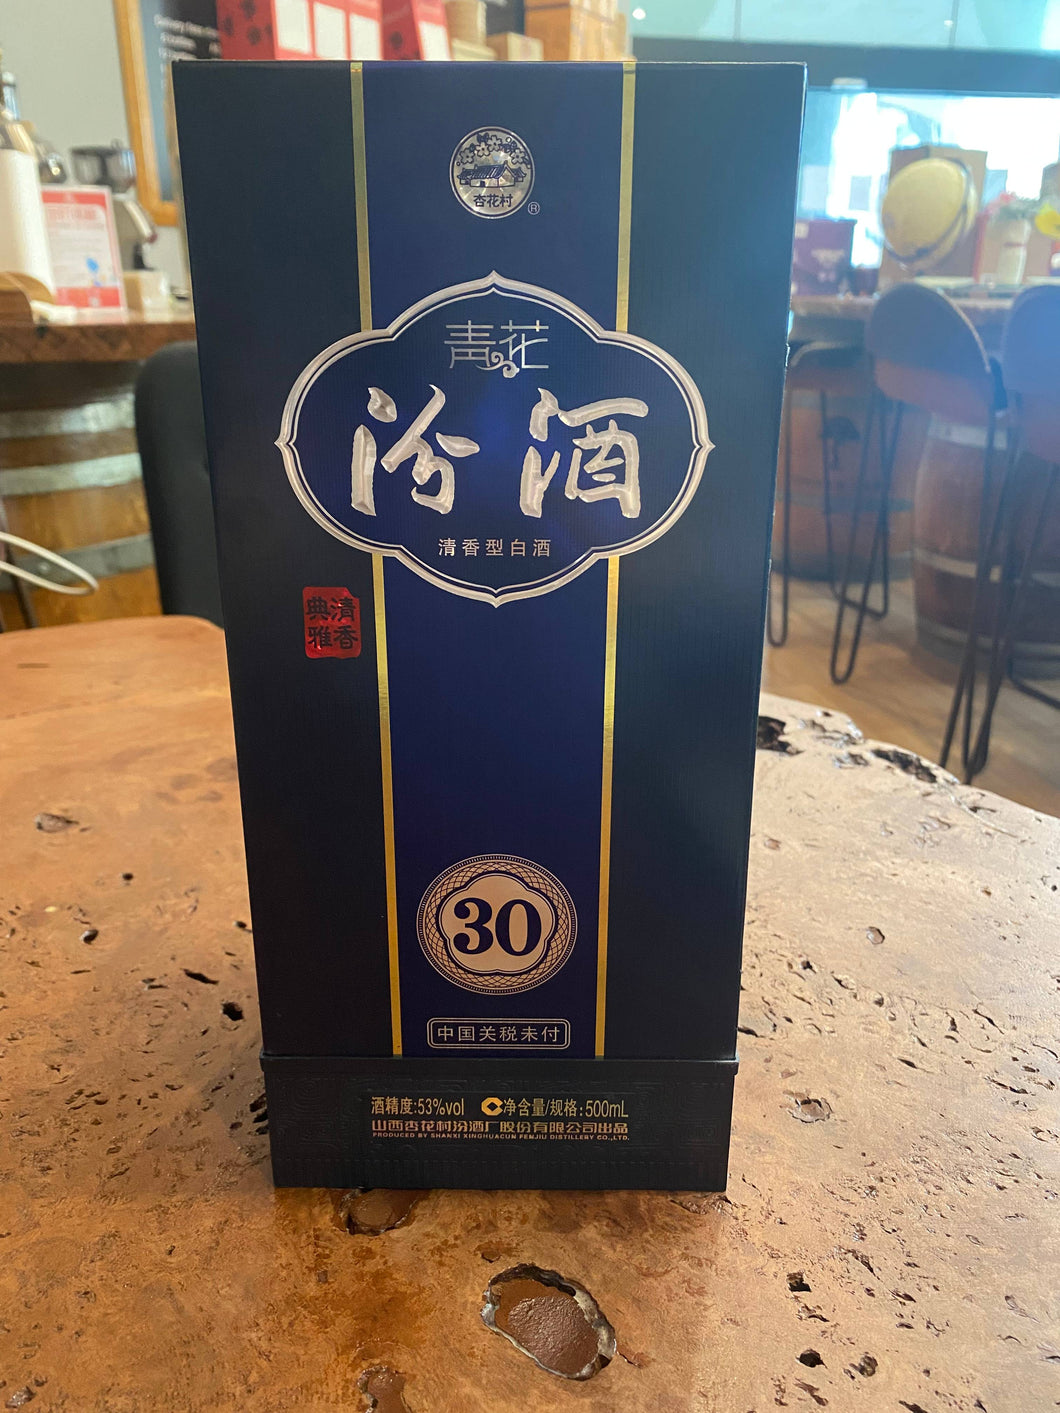 杏花村
®
青花
汾酒
清香型白酒
清香
典雅
30
中国关税未付
酒精度:53%vol 净含量/规格:500mL
山西杏花村汾酒厂股份有限公司出品
PRODUCED BY SHANXI XINGHUACUN FENJIU DISTILLERY CO.,LTD.